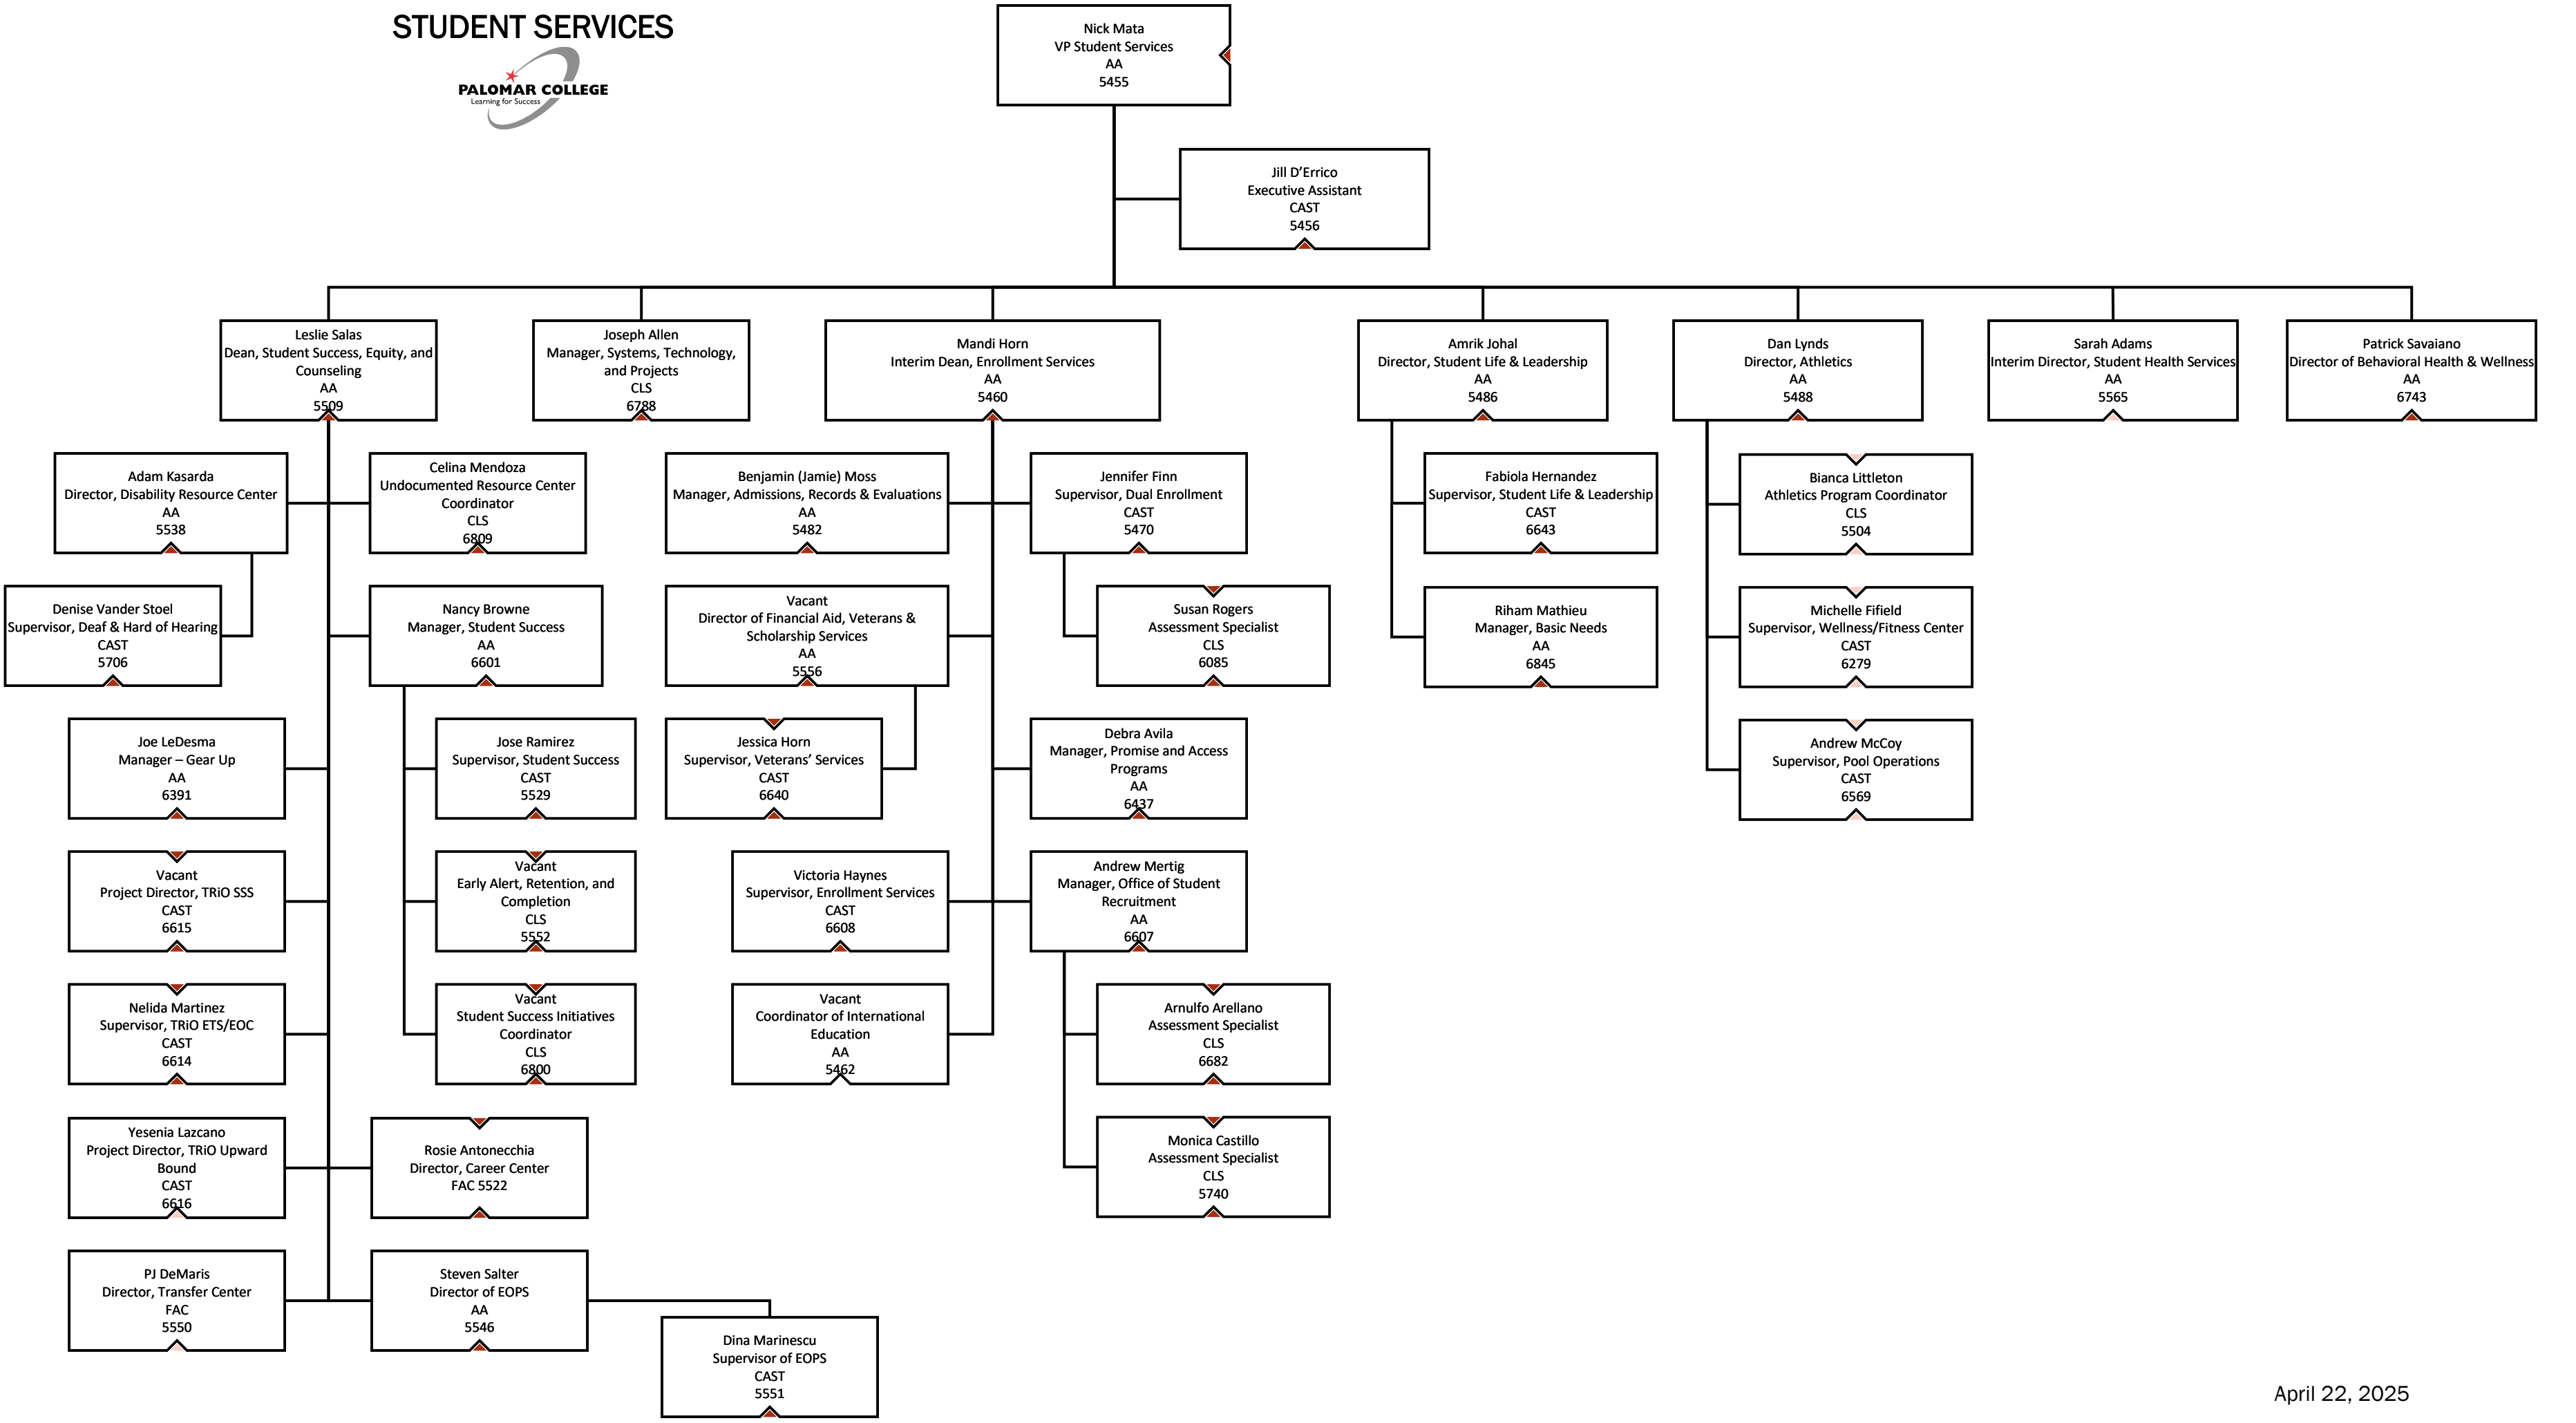 STUDENT SERVICES
PALOMAR COLLEGE
Learning for Success
Nick Mata
VP Student Services
AA
5455
Jill D’Errico
Executive Assistant
CAST
5456
Leslie Salas
Dean, Student Success, Equity, and
Counseling
AA
5509
Joseph Allen
Manager, Systems, Technology,
and Projects
CLS
6788
Mandi Horn
Interim Dean, Enrollment Services
AA
5460
Amrik Johal
Director, Student Life & Leadership
AA
5486
Dan Lynds
Director, Athletics
AA
5488
Sarah Adams
Interim Director, Student Health Services
AA
5565
Patrick Savaiano
Director of Behavioral Health & Wellness
AA
6743
Adam Kasarda
Director, Disability Resource Center
AA
5538
Celina Mendoza
Undocumented Resource Center
Coordinator
CLS
6809
Benjamin (Jamie) Moss
Manager, Admissions, Records & Evaluations
AA
5482
Jennifer Finn
Supervisor, Dual Enrollment
CAST
5470
Fabiola Hernandez
Supervisor, Student Life & Leadership
CAST
6643
Bianca Littleton
Athletics Program Coordinator
CLS
5504
Denise Vander Stoel
Supervisor, Deaf & Hard of Hearing
CAST
5706
Nancy Browne
Manager, Student Success
AA
6601
Vacant
Director of Financial Aid, Veterans &
Scholarship Services
AA
5556
Susan Rogers
Assessment Specialist
CLS
6085
Riham Mathieu
Manager, Basic Needs
AA
6845
Michelle Fifield
Supervisor, Wellness/Fitness Center
CAST
6279
Joe LeDesma
Manager – Gear Up
AA
6391
Jose Ramirez
Supervisor, Student Success
CAST
5529
Jessica Horn
Supervisor, Veterans’ Services
CAST
6640
Debra Avila
Manager, Promise and Access
Programs
AA
6437
Andrew McCoy
Supervisor, Pool Operations
CAST
6569
Vacant
Project Director, TRiO SSS
CAST
6615
Vacant
Early Alert, Retention, and
Completion
CLS
5552
Victoria Haynes
Supervisor, Enrollment Services
CAST
6608
Andrew Mertig
Manager, Office of Student
Recruitment
AA
6607
Nelida Martinez
Supervisor, TRiO ETS/EOC
CAST
6614
Vacant
Student Success Initiatives
Coordinator
CLS
6800
Vacant
Coordinator of International
Education
AA
5462
Arnulfo Arellano
Assessment Specialist
CLS
6682
Yesenia Lazcano
Project Director, TRiO Upward
Bound
CAST
6616
Rosie Antonecchia
Director, Career Center
FAC 5522
Monica Castillo
Assessment Specialist
CLS
5740
PJ DeMaris
Director, Transfer Center
FAC
5550
Steven Salter
Director of EOPS
AA
5546
Dina Marinescu
Supervisor of EOPS
CAST
5551
April 22, 2025